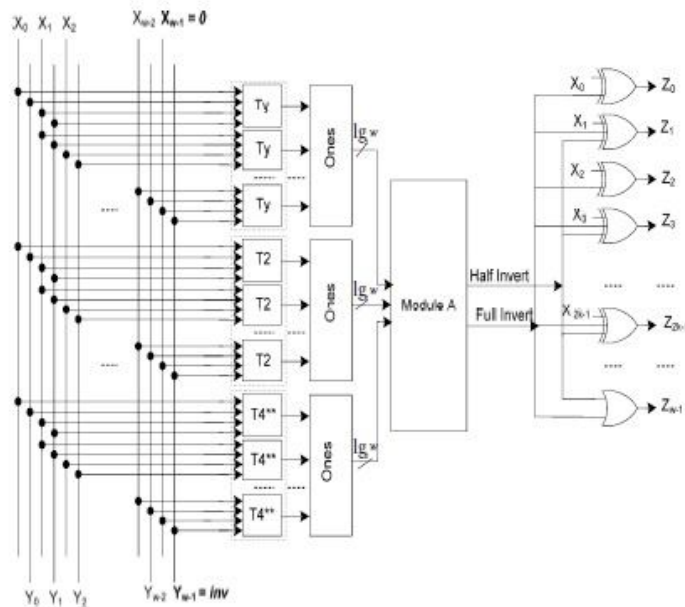 X0 X1 X2 Xw-2 Xw-1 = 0
Ty
Ty
Ty
Ones
lg w
T2
T2
T2
Ones
lg w
T4**
T4**
T4**
Ones
lg w
Module A
Half Invert
Full Invert
X0 Z0
X1 Z1
X2 Z2
X3 Z3
X2k-1
Zw-1
Y0 Y1 Y2 Yw-2 Yw-1 = inv